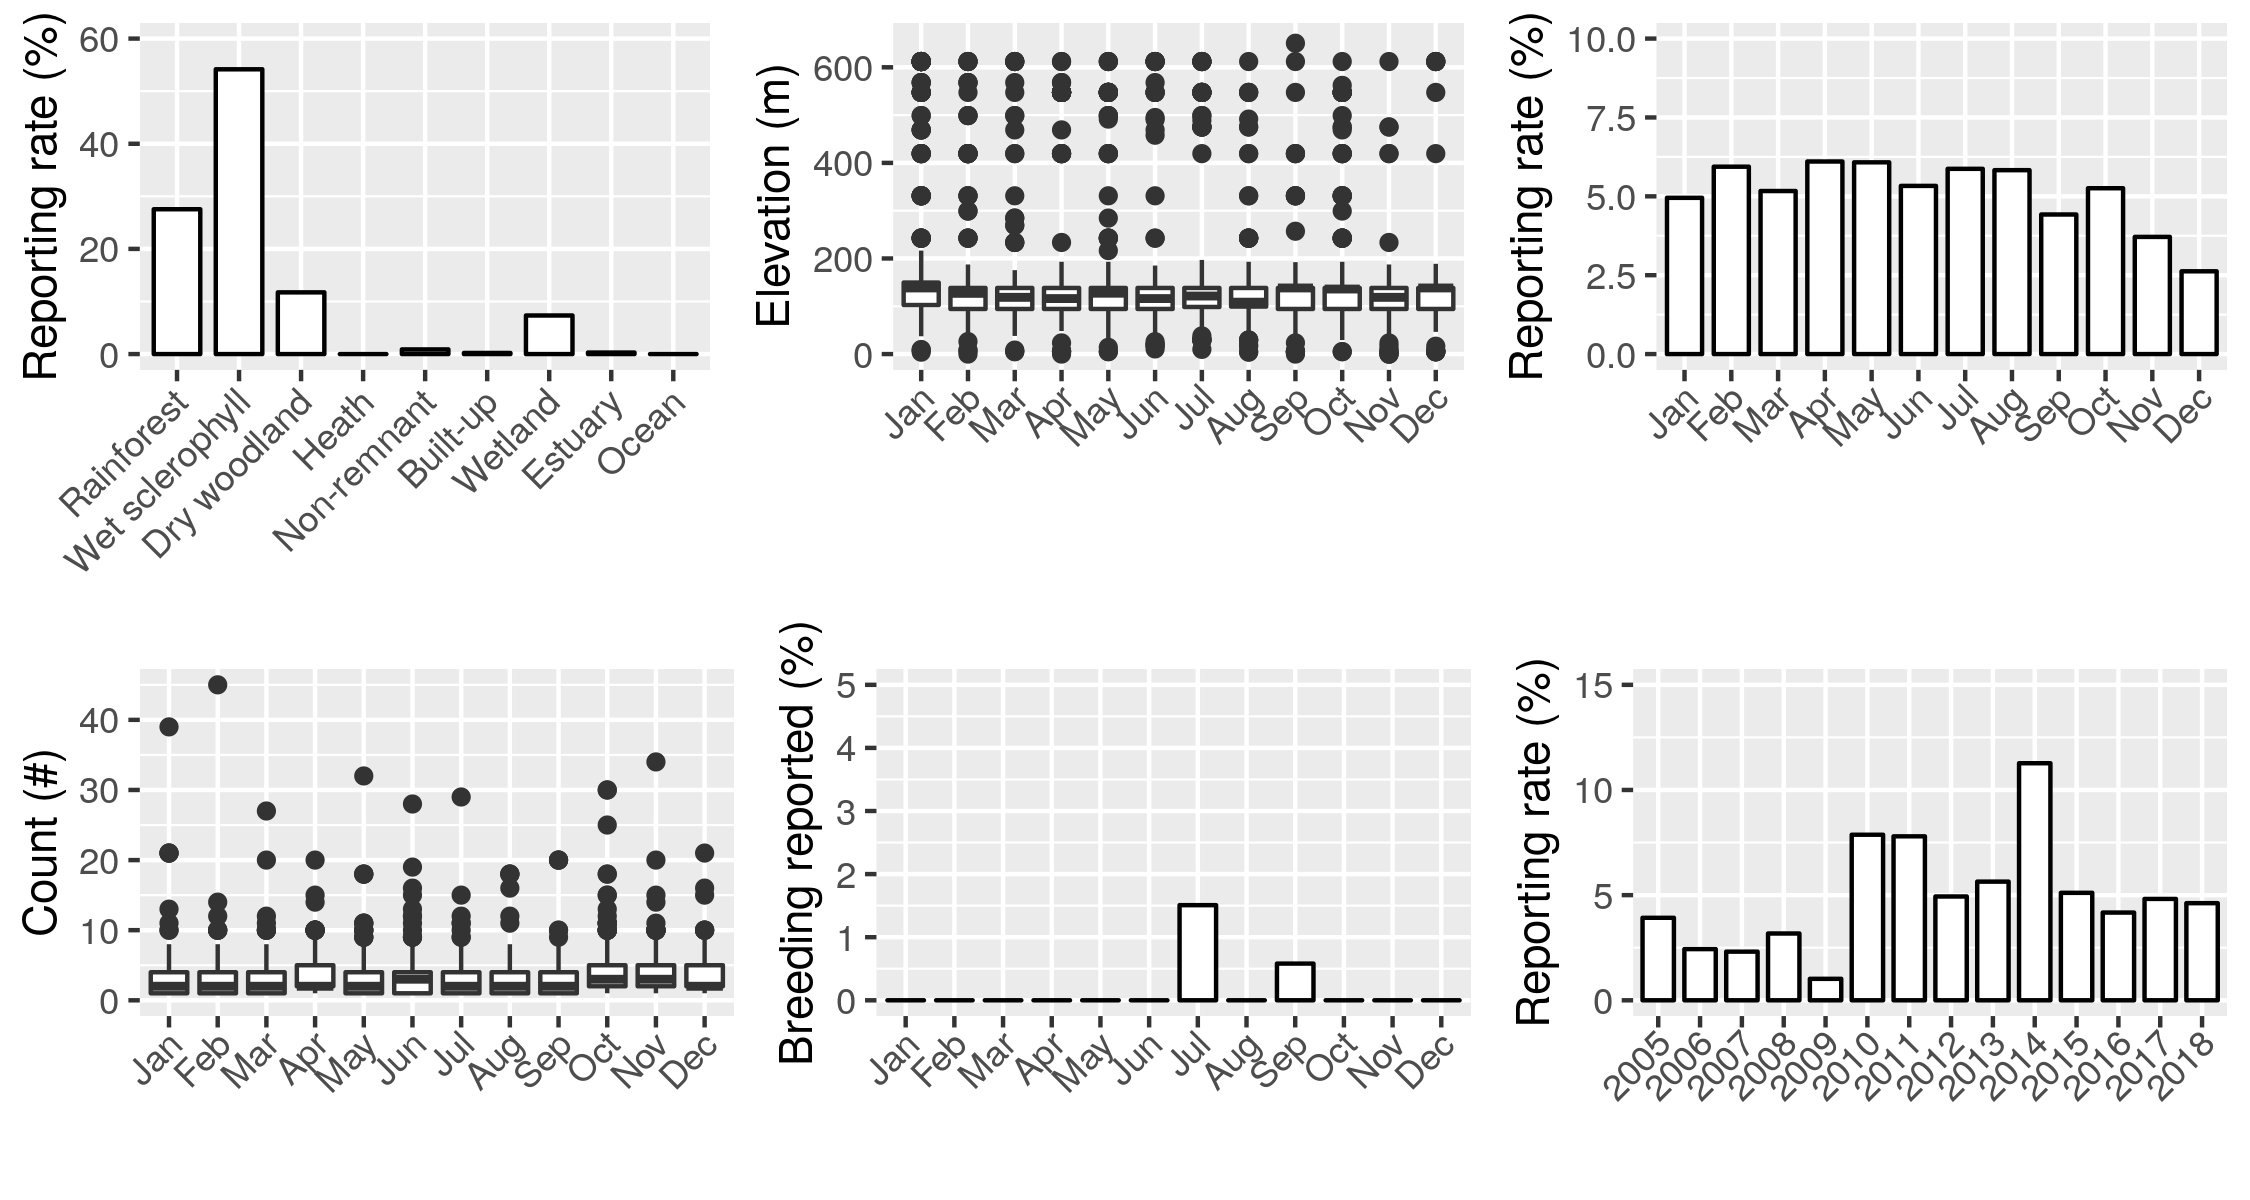 Reporting rate (%)
60
40
20
0
Rainforest
Wet sclerophyll
Dry woodland
Heath
Non-remnant
Built-up
Wetland
Estuary
Ocean
Elevation (m)
600
400
200
0
Jan
Feb
Mar
Apr
May
Jun
Jul
Aug
Sep
Oct
Nov
Dec
Reporting rate (%)
10.0
7.5
5.0
2.5
0.0
Jan
Feb
Mar
Apr
May
Jun
Jul
Aug
Sep
Oct
Nov
Dec
Count (#)
40
30
20
10
0
Jan
Feb
Mar
Apr
May
Jun
Jul
Aug
Sep
Oct
Nov
Dec
Breeding reported (%)
5
4
3
2
1
0
Jan
Feb
Mar
Apr
May
Jun
Jul
Aug
Sep
Oct
Nov
Dec
Reporting rate (%)
15
10
5
0
2005
2006
2007
2008
2009
2010
2011
2012
2013
2014
2015
2016
2017
2018